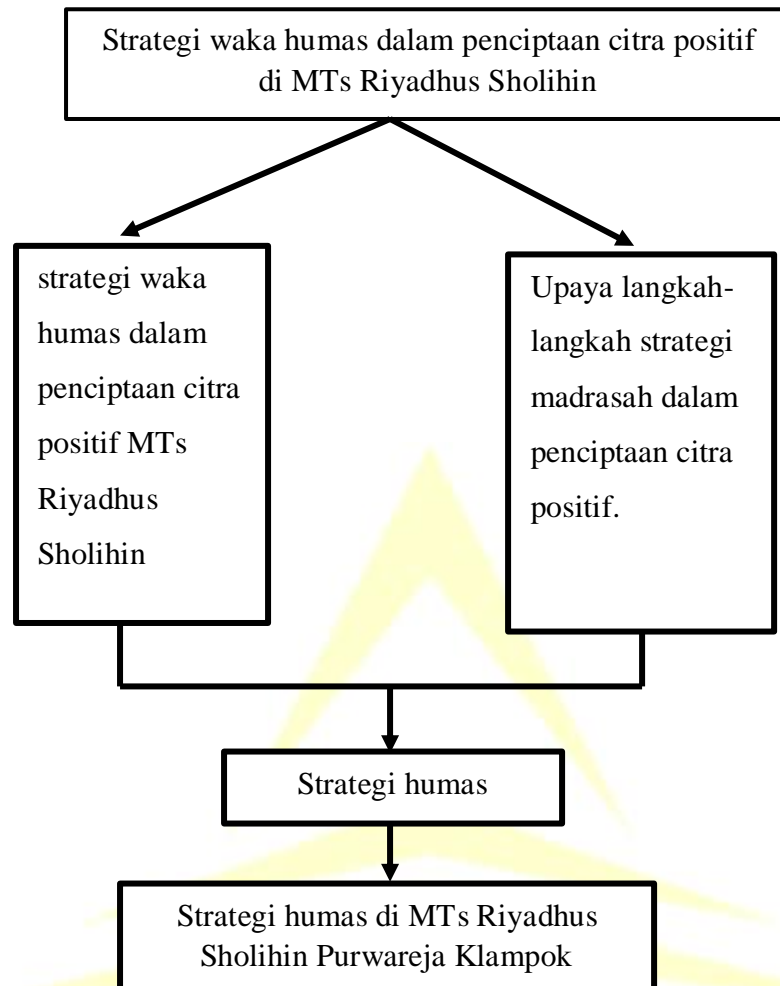 Strategi waka humas dalam penciptaan citra positif
di MTs Riyadhus Sholihin
strategi waka
humas dalam
penciptaan citra
positif MTs
Riyadhus
Sholihin
Upaya langkah-
langkah strategi
madrasah dalam
penciptaan citra
positif.
Strategi humas
Strategi humas di MTs Riyadhus
Sholihin Purwareja Klampok